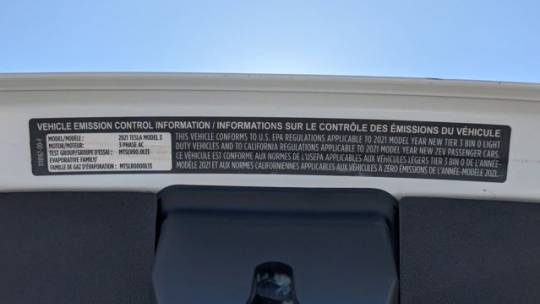 VEHICLE EMISSION CONTROL INFORMATION / INFORMATIONS SUR LE CONTRÔLE DES ÉMISSIONS DU VÉHICULE
MODEL/MODÈLE: 2021 TESLA MODEL 3
MOTOR/MOTEUR: 3 PHASE AC
TEST GROUP/GROUPE D'ESSAI:
EVAPORATIVE FAMILY/
FAMILLE DE GAZ D'ÉVAPORATION:
THIS VEHICLE CONFORMS TO U.S. EPA REGULATIONS APPLICABLE TO 2021 MODEL YEAR NEW TIER 3 BIN 0 LIGHT
DUTY VEHICLES AND TO CALIFORNIA REGULATIONS APPLICABLE TO 2021 MODEL YEAR NEW ZEV PASSENGER CARS.
CE VÉHICULE EST CONFORME AUX NORMES DE L'USEPA APPLICABLES AUX VÉHICULES LÉGERS TIER 3 BIN 0 DE L'ANNÉE-
MODÈLE 2021 ET AUX NORMES CALIFORNIENNES APPLICABLES AUX VÉHICULES À ZÉRO ÉMISSIONS DE L'ANNÉE-MODÈLE 2021.